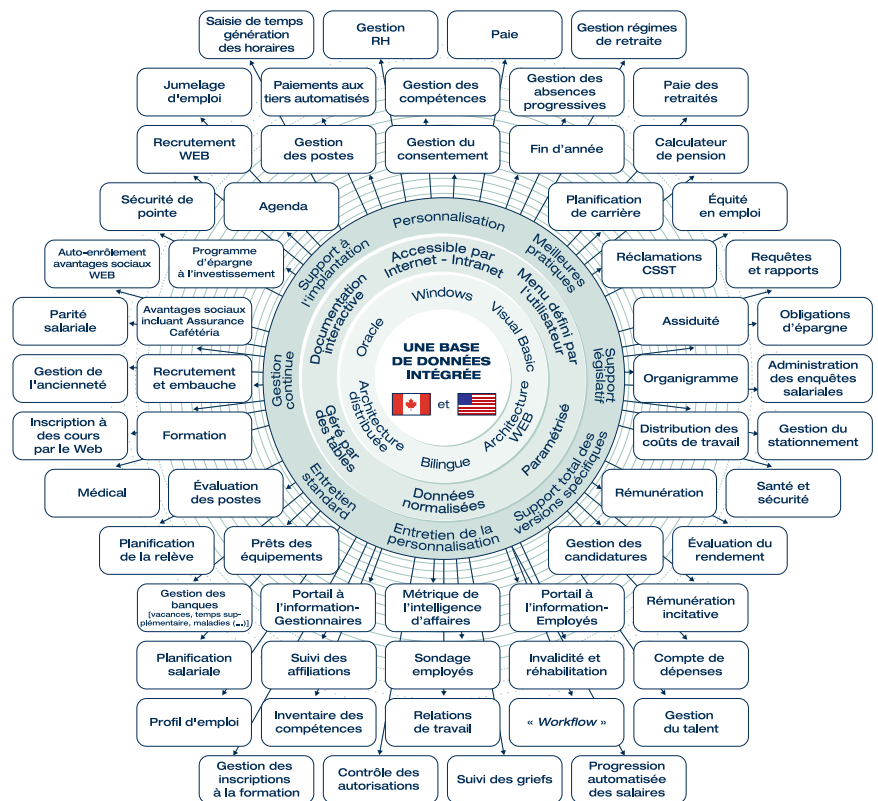 Saisie de temps
génération
des horaires
Gestion
RH
Paie
Gestion régimes
de retraite
Jumelage
d'emploi
Paiements aux
tiers automatisés
Gestion des
compétences
Gestion des
absences
progressives
Paie des
retraités
Recrutement
WEB
Gestion
des postes
Gestion du
consentement
Fin d'année
Calculateur
de pension
Sécurité de
pointe
Agenda
Planification
de carrière
Équité
en emploi
Auto-enrôlement
avantages sociaux
WEB
Programme
d'épargne
à l'investissement
Réclamations
CSST
Requêtes
et rapports
Parité
salariale
Avantages sociaux
incluant Assurance
Cafétéria
Assiduité
Obligations
d'épargne
Gestion de
l'ancienneté
Recrutement
et embauche
Organigramme
Administration
des enquêtes
salariales
Inscription à
des cours
par le Web
Formation
Distribution des
coûts de travail
Gestion du
stationnement
Médical
Évaluation
des postes
Rémunération
Santé et
sécurité
Planification
de la relève
Prêts des
équipements
Gestion des
candidatures
Évaluation du
rendement
Gestion des
banques
[vacances, temps sup-
plémentaire, maladies (...)]
Portail à
l'information-
Gestionnaires
Métrique de
l'intelligence
d'affaires
Portail à
l'information-
Employés
Rémunération
incitative
Planification
salariale
Suivi des
affiliations
Sondage
employés
Invalidité et
réhabilitation
Compte de
dépenses
Profil d'emploi
Inventaire des
compétences
Relations
de travail
« Workflow »
Gestion
du talent
Gestion des
inscriptions
à la formation
Contrôle des
autorisations
Suivi des griefs
Progression
automatisée
des salaires
Personnalisation
Meilleures
pratiques
Support
législatif
Support total des
versions spécifiques
Entretien de la
personnalisation
Entretien
standard
Gestion
continue
Support à
l'implantation
Accessible par
Internet - Intranet
Menu défini par
l'utilisateur
Paramétrisé
Données
normalisées
Géré par
des tables
Documentation
interactive
Windows
Visual Basic
Architecture
WEB
Bilingue
Architecture
distribuée
Oracle
UNE BASE
DE DONNÉES
INTÉGRÉE
et